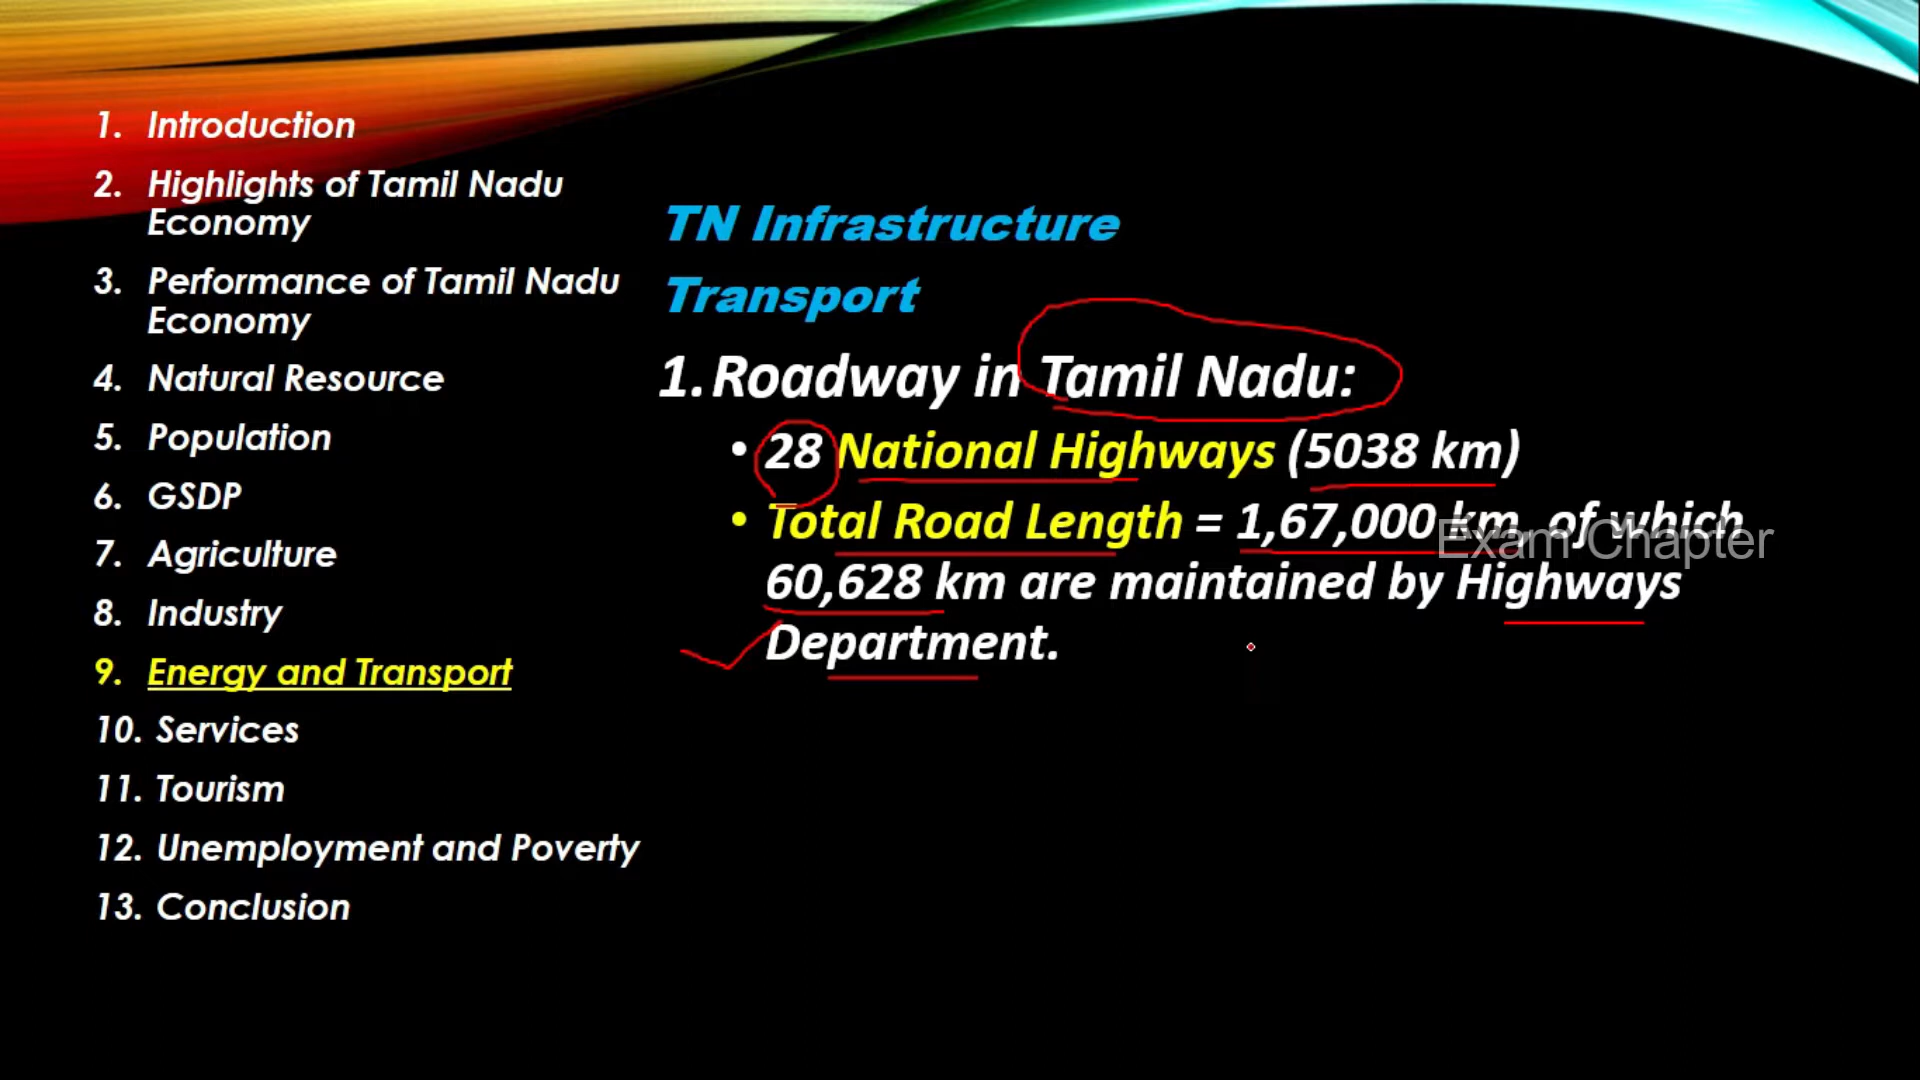 1. Introduction
2. Highlights of Tamil Nadu
Economy
3. Performance of Tamil Nadu
Economy
4. Natural Resource
5. Population
6. GSDP
7. Agriculture
8. Industry
9. Energy and Transport
10. Services
11. Tourism
12. Unemployment and Poverty
13. Conclusion
TN Infrastructure
Transport
1. Roadway in Tamil Nadu:
• 28 National Highways (5038 km)
• Total Road Length = 1,67,000 km, of which
60,628 km are maintained by Highways
Department.
Exam Chapter